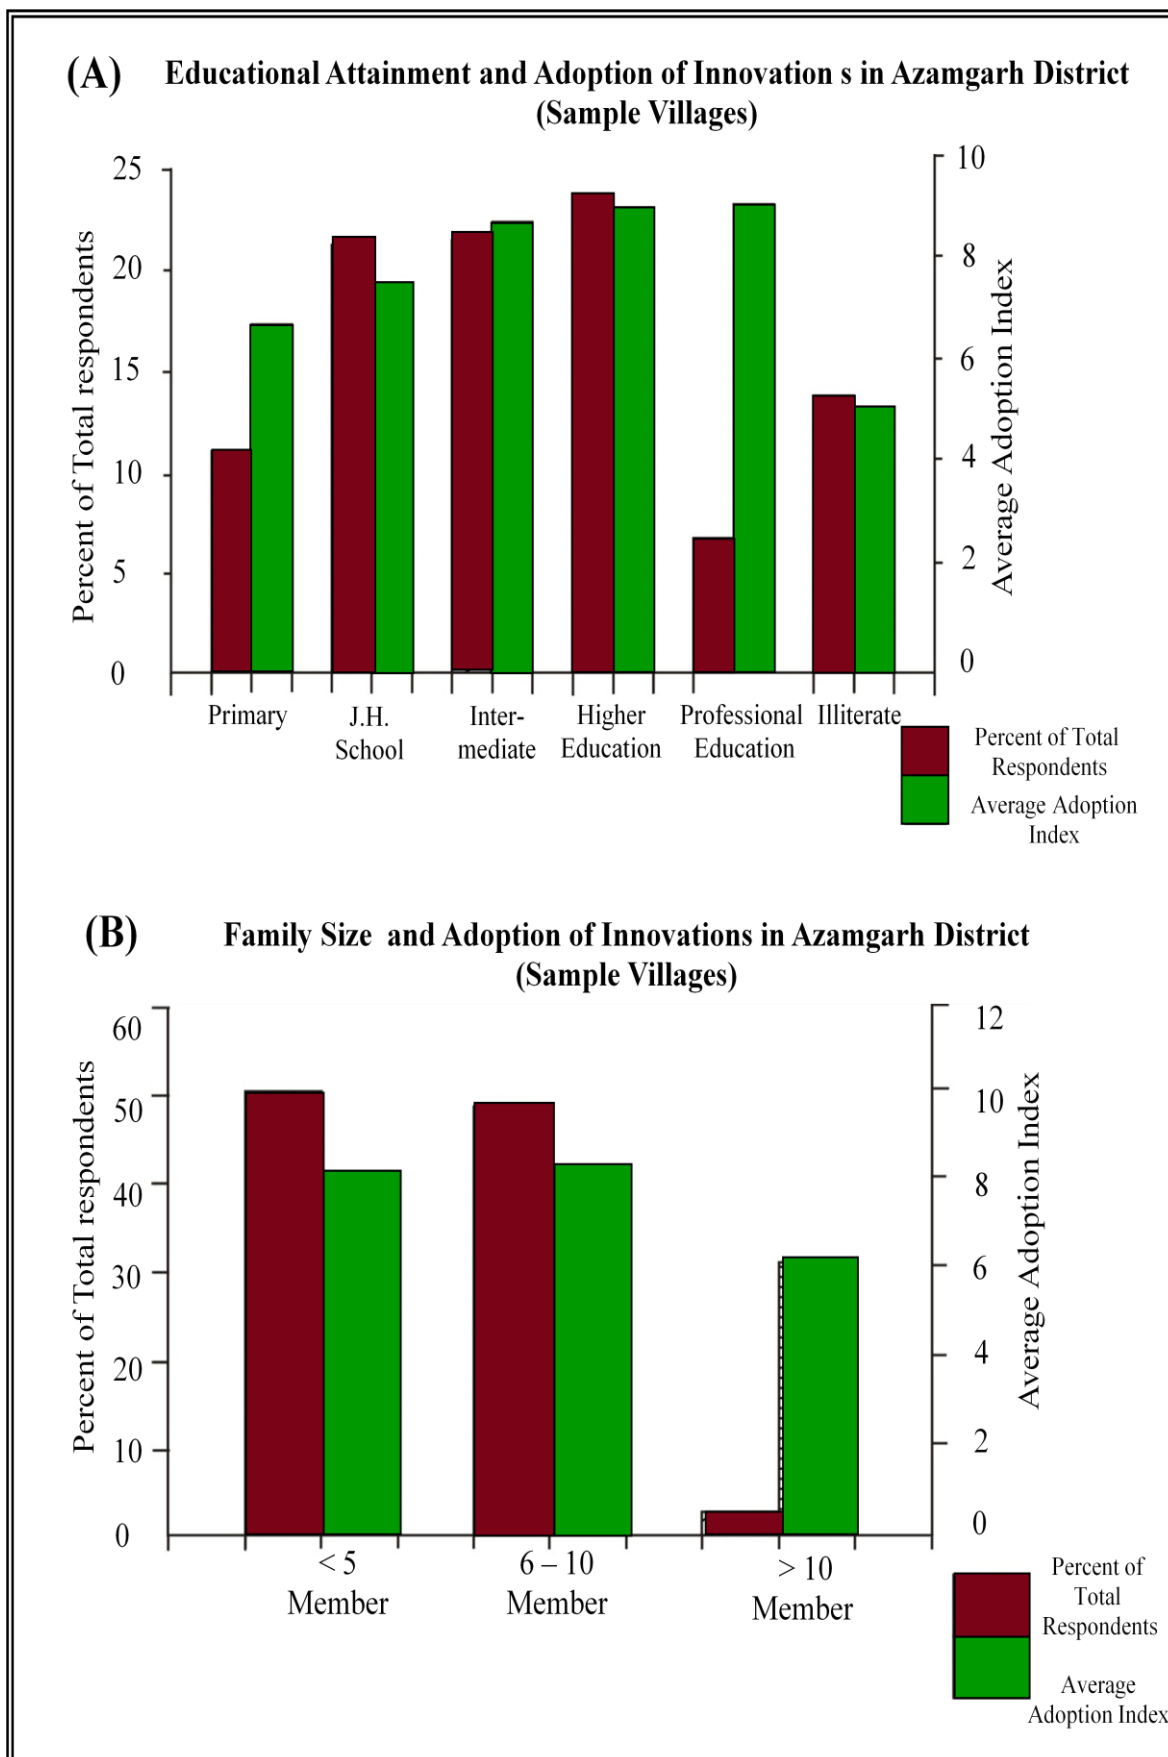 (A) Educational Attainment and Adoption of Innovation s in Azamgarh District
(Sample Villages)
Percent of Total respondents
25
20
15
10
5
0
10
8
6
4
2
0
Average Adoption Index
Primary
J.H.
School
Inter-
mediate
Higher
Education
Professional
Education
Illiterate
Percent of Total
Respondents
Average Adoption
Index
(B) Family Size and Adoption of Innovations in Azamgarh District
(Sample Villages)
Percent of Total respondents
60
50
40
30
20
10
0
12
10
8
6
4
2
0
Average Adoption Index
< 5
Member
6 – 10
Member
> 10
Member
Percent of
Total
Respondents
Average
Adoption Index